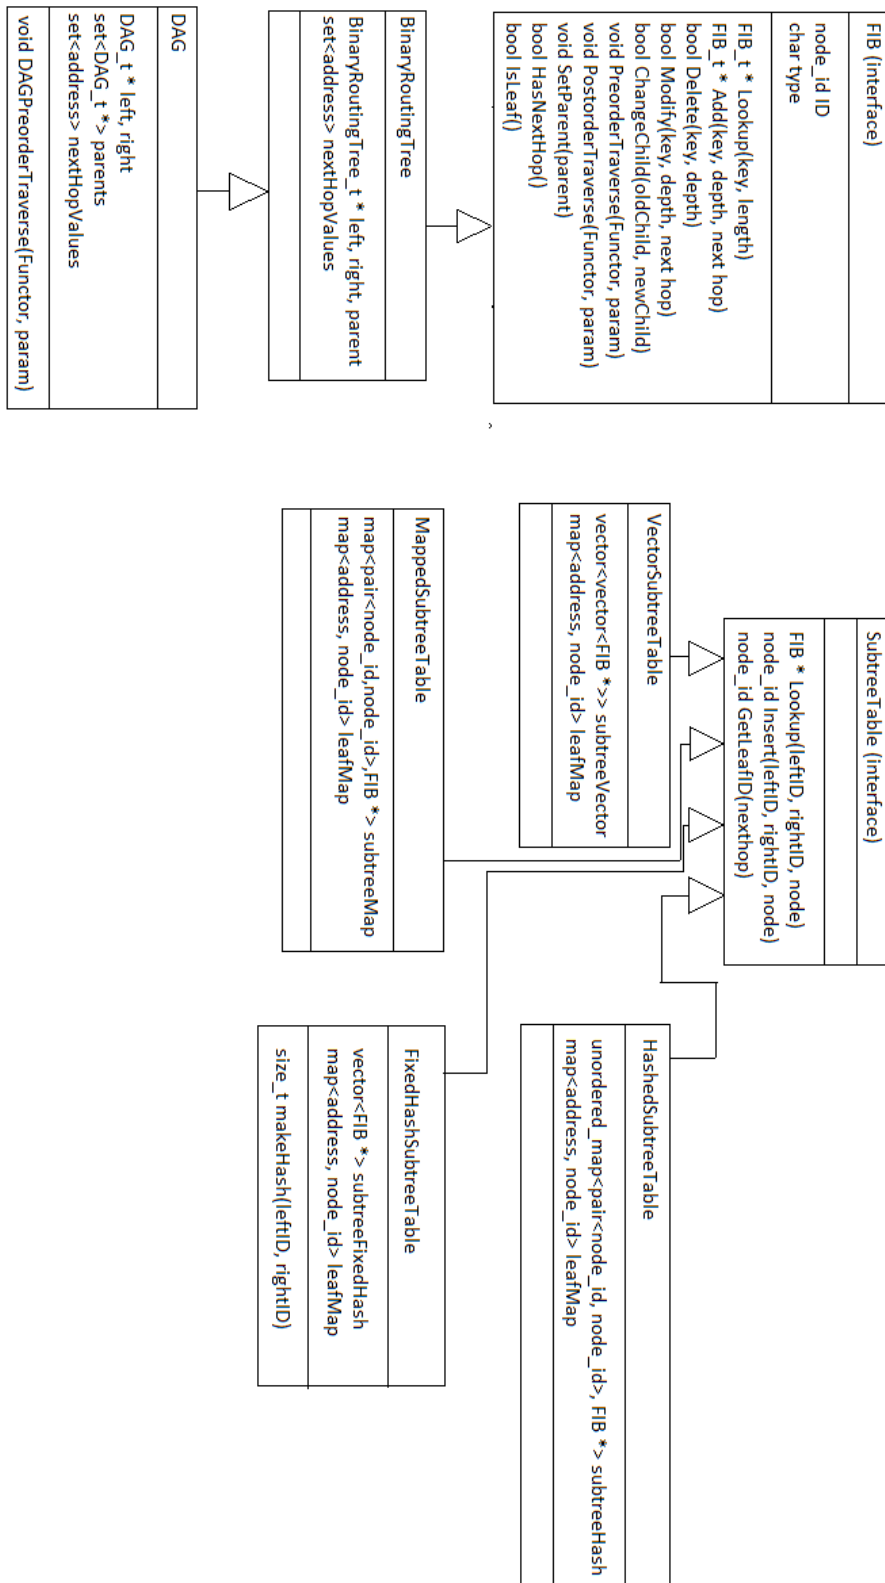 FIB (interface)
node_id ID
char type
FIB_t * Lookup(key, length)
FIB_t * Add(key, depth, next hop)
bool Delete(key, depth)
bool Modify(key, depth, next hop)
bool ChangeChild(oldChild, newChild)
void PreorderTraverse(Functor, param)
void PostorderTraverse(Functor, param)
void SetParent(parent)
bool HasNextHop()
bool IsLeaf()
BinaryRoutingTree
BinaryRoutingTree_t * left, right, parent
set<address> nextHopValues
DAG
DAG_t * left, right
set<DAG_t *> parents
set<address> nextHopValues
void DAGPreorderTraverse(Functor, param)
SubtreeTable (interface)
FIB * Lookup(leftID, rightID, node)
node_id Insert(leftID, rightID, node)
node_id GetLeafID(nexthop)
VectorSubtreeTable
vector<vector<FIB *>> subtreeVector
map<address, node_id> leafMap
MappedSubtreeTable
map<pair<node_id,node_id>,FIB *> subtreeMap
map<address, node_id> leafMap
HashedSubtreeTable
unordered_map<pair<node_id, node_id>, FIB *> subtreeHash
map<address, node_id> leafMap
FixedHashSubtreeTable
vector<FIB *> subtreeFixedHash
map<address, node_id> leafMap
size_t makeHash(leftID, rightID)